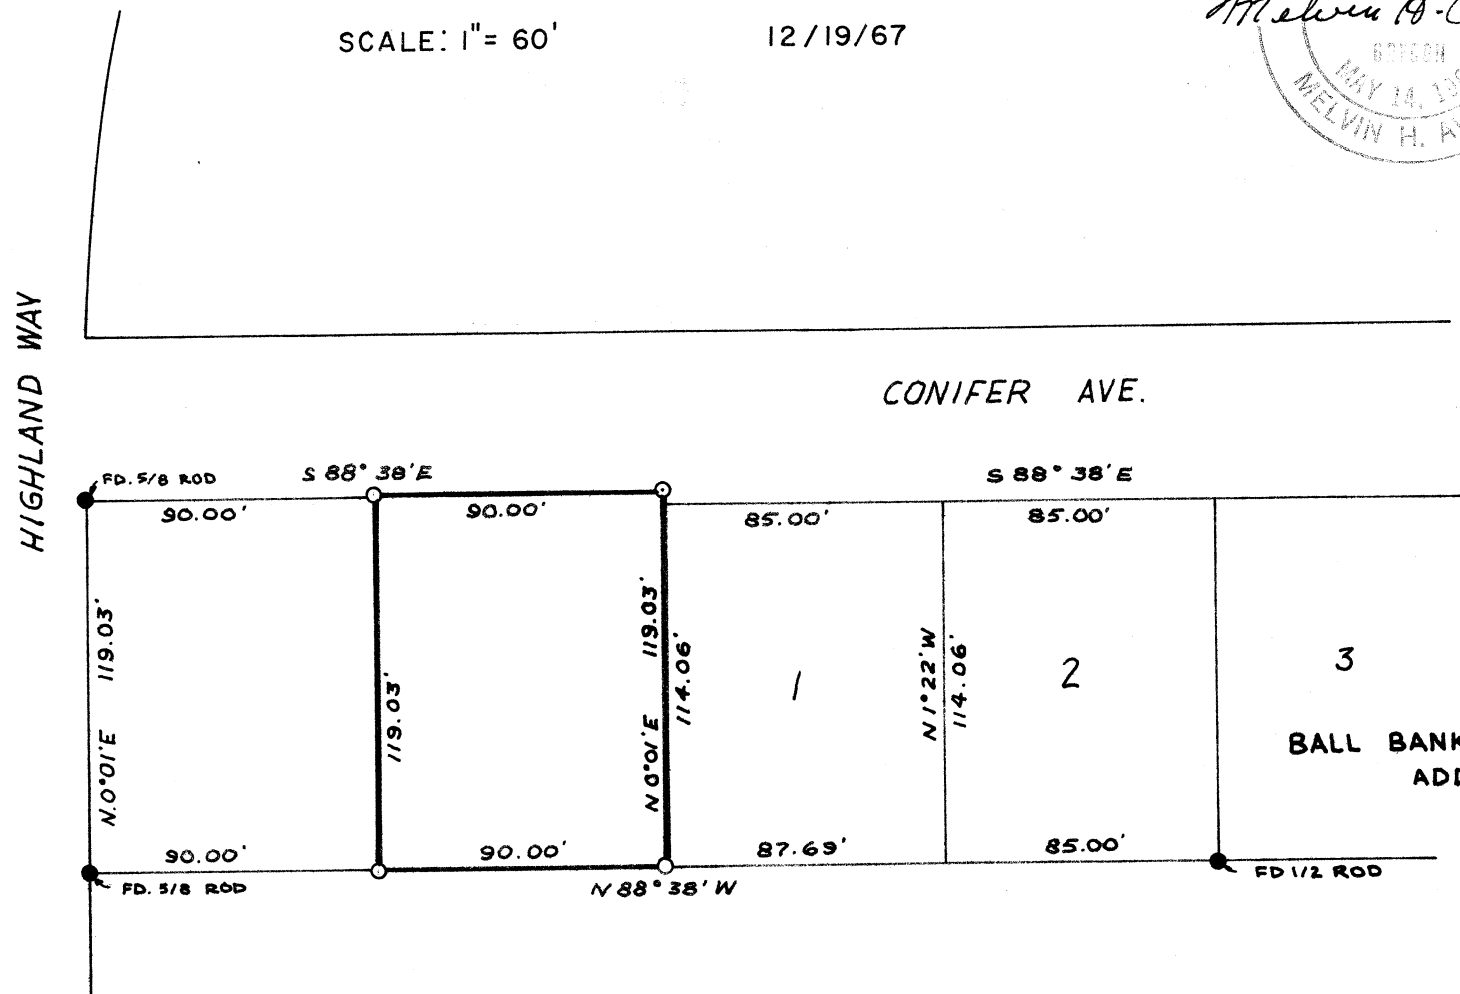 SCALE: 1"= 60'
12/19/67
Melvin H.
OREGON
MAY 14, 19
MELVIN H.
HIGHLAND WAY
CONIFER AVE.
FD. 5/8 ROD
S 88° 38' E
S 88° 38' E
90.00'
90.00'
85.00'
85.00'
N.0°01'.E 119.03'
119.03'
N 0°01'.E 119.03'
114.06'
1
N 1°22'.W
114.06'
2
3
BALL BANK
ADD
90.00'
90.00'
87.69'
85.00'
FD. 5/8 ROD
N 88° 38' W
FD 1/2 ROD